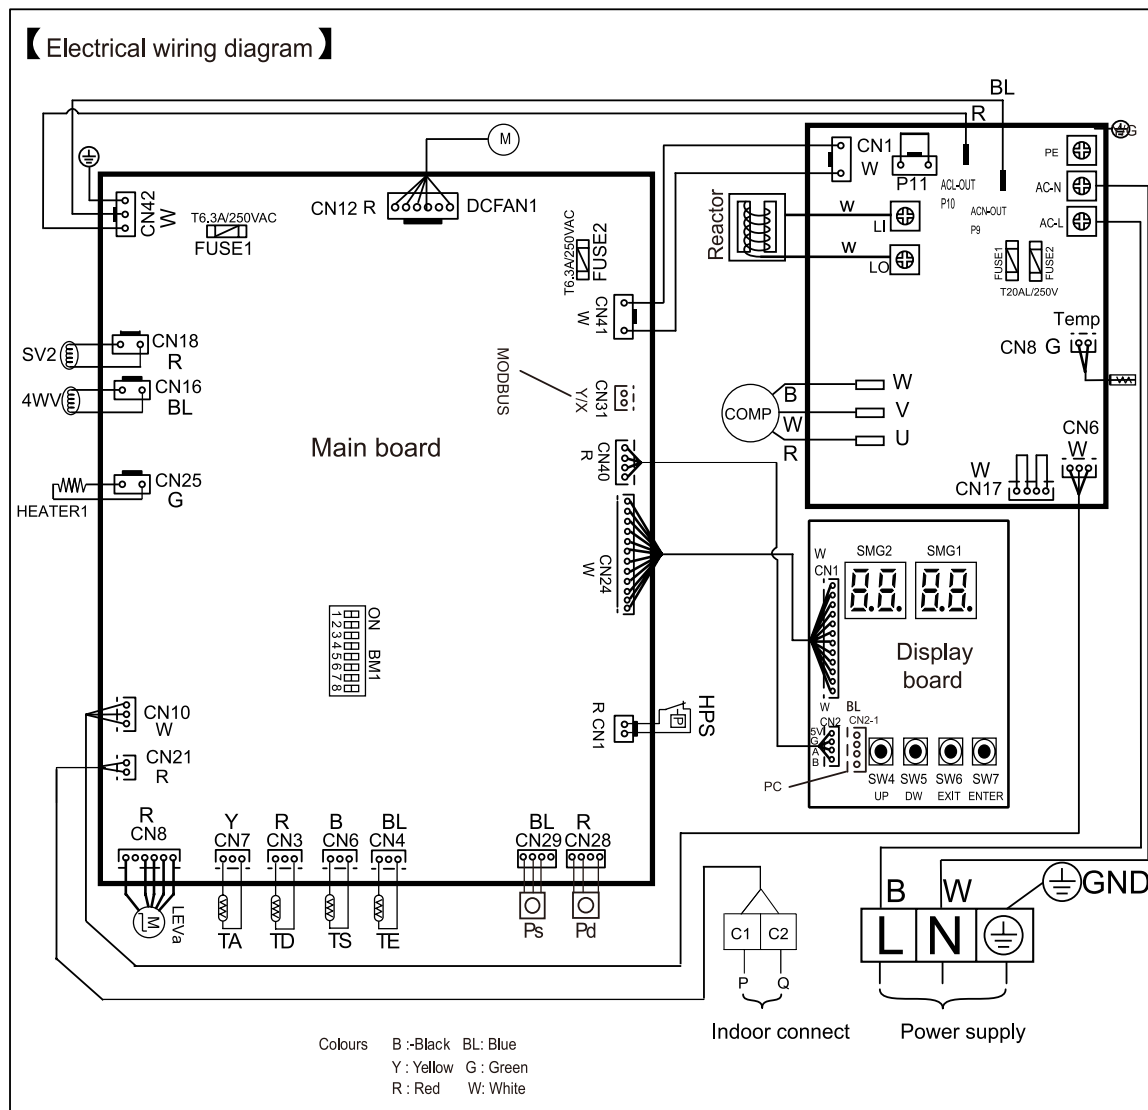 【 Electrical wiring diagram 】
BL
R
M
CN1
W
P11
ACL-OUT
P10
ACN-OUT
P9
PE
AC-N
AC-L
G
CN42
W
T6.3A/250VAC
FUSE1
CN12 R
DCFAN1
T6.3A/250VAC
FUSE2
Reactor
W
LI
W
LO
FUSE1
FUSE2
T20AL/250V
CN41
W
Temp
CN8 G
SV2
CN18
R
4WV
CN16
BL
MODBUS
CN31
Y/X
COMP
B
W
R
W
V
U
Main board
CN40
R
CN6
W
W
CN17
HEATER1
CN25
G
CN24
W
W
CN1
SMG2
SMG1
8.8.
8.8.
Display
board
ON BM1
1 2 3 4 5 6 7 8
CN10
W
CN21
R
R CN1
P
HPS
W
CN2
BL
CN2-1
5V
G
A
B
PC
SW4
SW5
SW6
SW7
UP
DW
EXIT
ENTER
R
CN8
Y
CN7
R
CN3
B
CN6
BL
CN4
BL
CN29
R
CN28
M
LEVa
TA
TD
TS
TE
Ps
Pd
B
W
GND
L
N
C1
C2
P
Q
Indoor connect
Power supply
Colours B :-Black BL: Blue
Y : Yellow G : Green
R : Red W: White